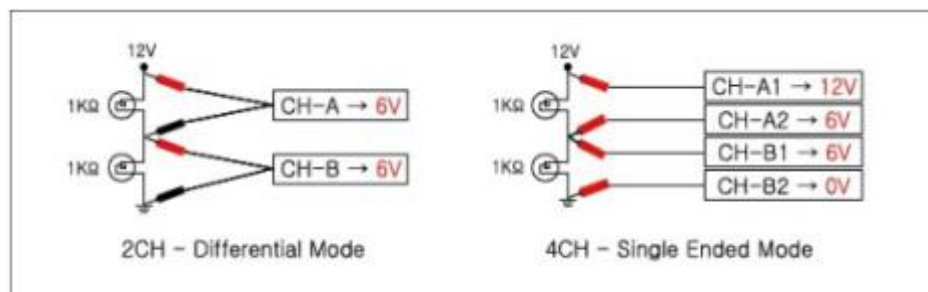 12V
1KΩ
CH-A → 6V
1KΩ
CH-B → 6V
2CH - Differential Mode
12V
1KΩ
CH-A1 → 12V
CH-A2 → 6V
CH-B1 → 6V
1KΩ
CH-B2 → 0V
4CH - Single Ended Mode